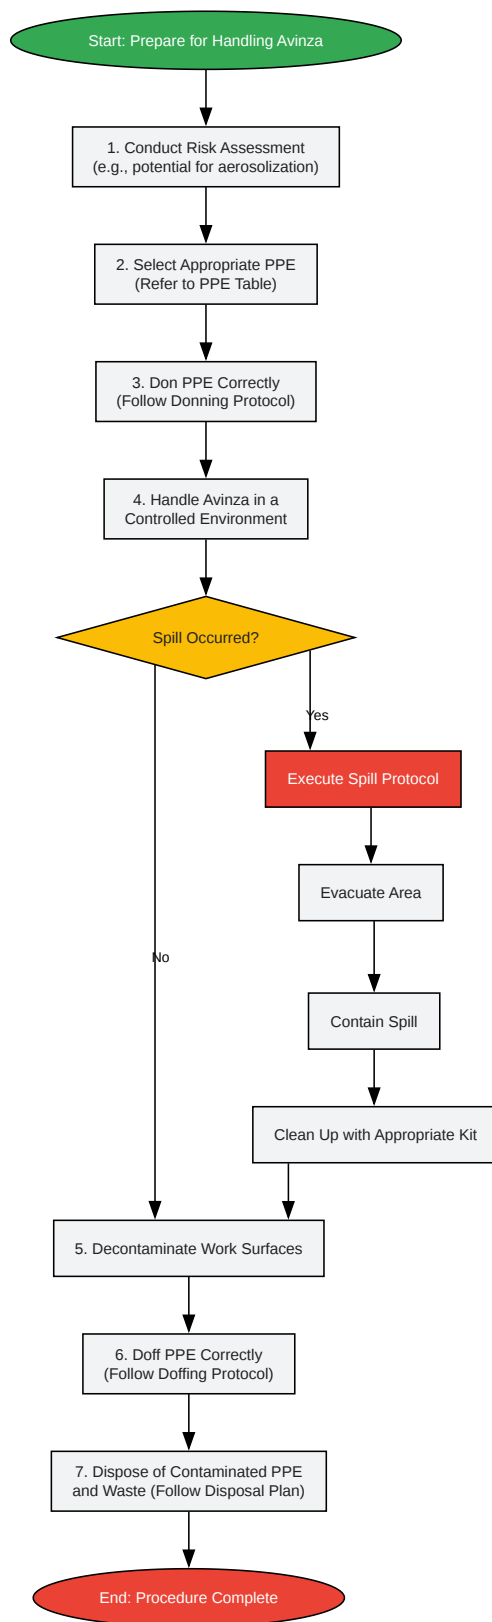 Start: Prepare for Handling Avinza
1. Conduct Risk Assessment
(e.g., potential for aerosolization)
2. Select Appropriate PPE
(Refer to PPE Table)
3. Don PPE Correctly
(Follow Donning Protocol)
4. Handle Avinza in a
Controlled Environment
Spill Occurred?
Yes
Execute Spill Protocol
Evacuate Area
No
Contain Spill
Clean Up with Appropriate Kit
5. Decontaminate Work Surfaces
6. Doff PPE Correctly
(Follow Doffing Protocol)
7. Dispose of Contaminated PPE
and Waste (Follow Disposal Plan)
End: Procedure Complete